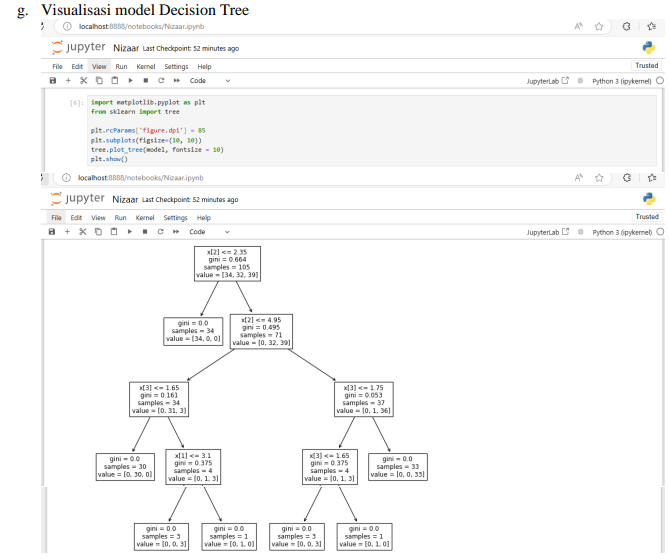 g. Visualisasi model Decision Tree
localhost:8888/notebooks/Nizaar.ipynb
jupyter Nizaar Last Checkpoint: 52 minutes ago
File Edit View Run Kernel Settings Help Trusted
Code JupyterLab Python 3 (ipykernel)
[6]: import matplotlib.pyplot as plt
from sklearn import tree
plt.rcParams['figure.dpi'] = 85
plt.subplots(figsize=(10, 10))
tree.plot_tree(model, fontsize = 10)
plt.show()
localhost:8888/notebooks/Nizaar.ipynb
jupyter Nizaar Last Checkpoint: 52 minutes ago
File Edit View Run Kernel Settings Help Trusted
Code JupyterLab Python 3 (ipykernel)
x[2] <= 2.35
gini = 0.664
samples = 105
value = [34, 32, 39]
gini = 0.0
samples = 34
value = [34, 0, 0]
x[2] <= 4.95
gini = 0.495
samples = 71
value = [0, 32, 39]
x[3] <= 1.65
gini = 0.161
samples = 34
value = [0, 31, 3]
x[3] <= 1.75
gini = 0.053
samples = 37
value = [0, 1, 36]
gini = 0.0
samples = 30
value = [0, 30, 0]
x[1] <= 3.1
gini = 0.375
samples = 4
value = [0, 1, 3]
x[3] <= 1.65
gini = 0.375
samples = 4
value = [0, 1, 3]
gini = 0.0
samples = 33
value = [0, 0, 33]
gini = 0.0
samples = 3
value = [0, 0, 3]
gini = 0.0
samples = 1
value = [0, 1, 0]
gini = 0.0
samples = 3
value = [0, 0, 3]
gini = 0.0
samples = 1
value = [0, 1, 0]